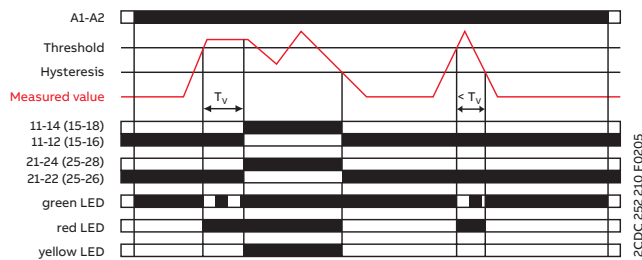 A1-A2
Threshold
Hysteresis
Measured value
Tv
< Tv
11-14 (15-18)
11-12 (15-16)
21-24 (25-28)
21-22 (25-26)
green LED
red LED
yellow LED
2CDC 252 210 F0205